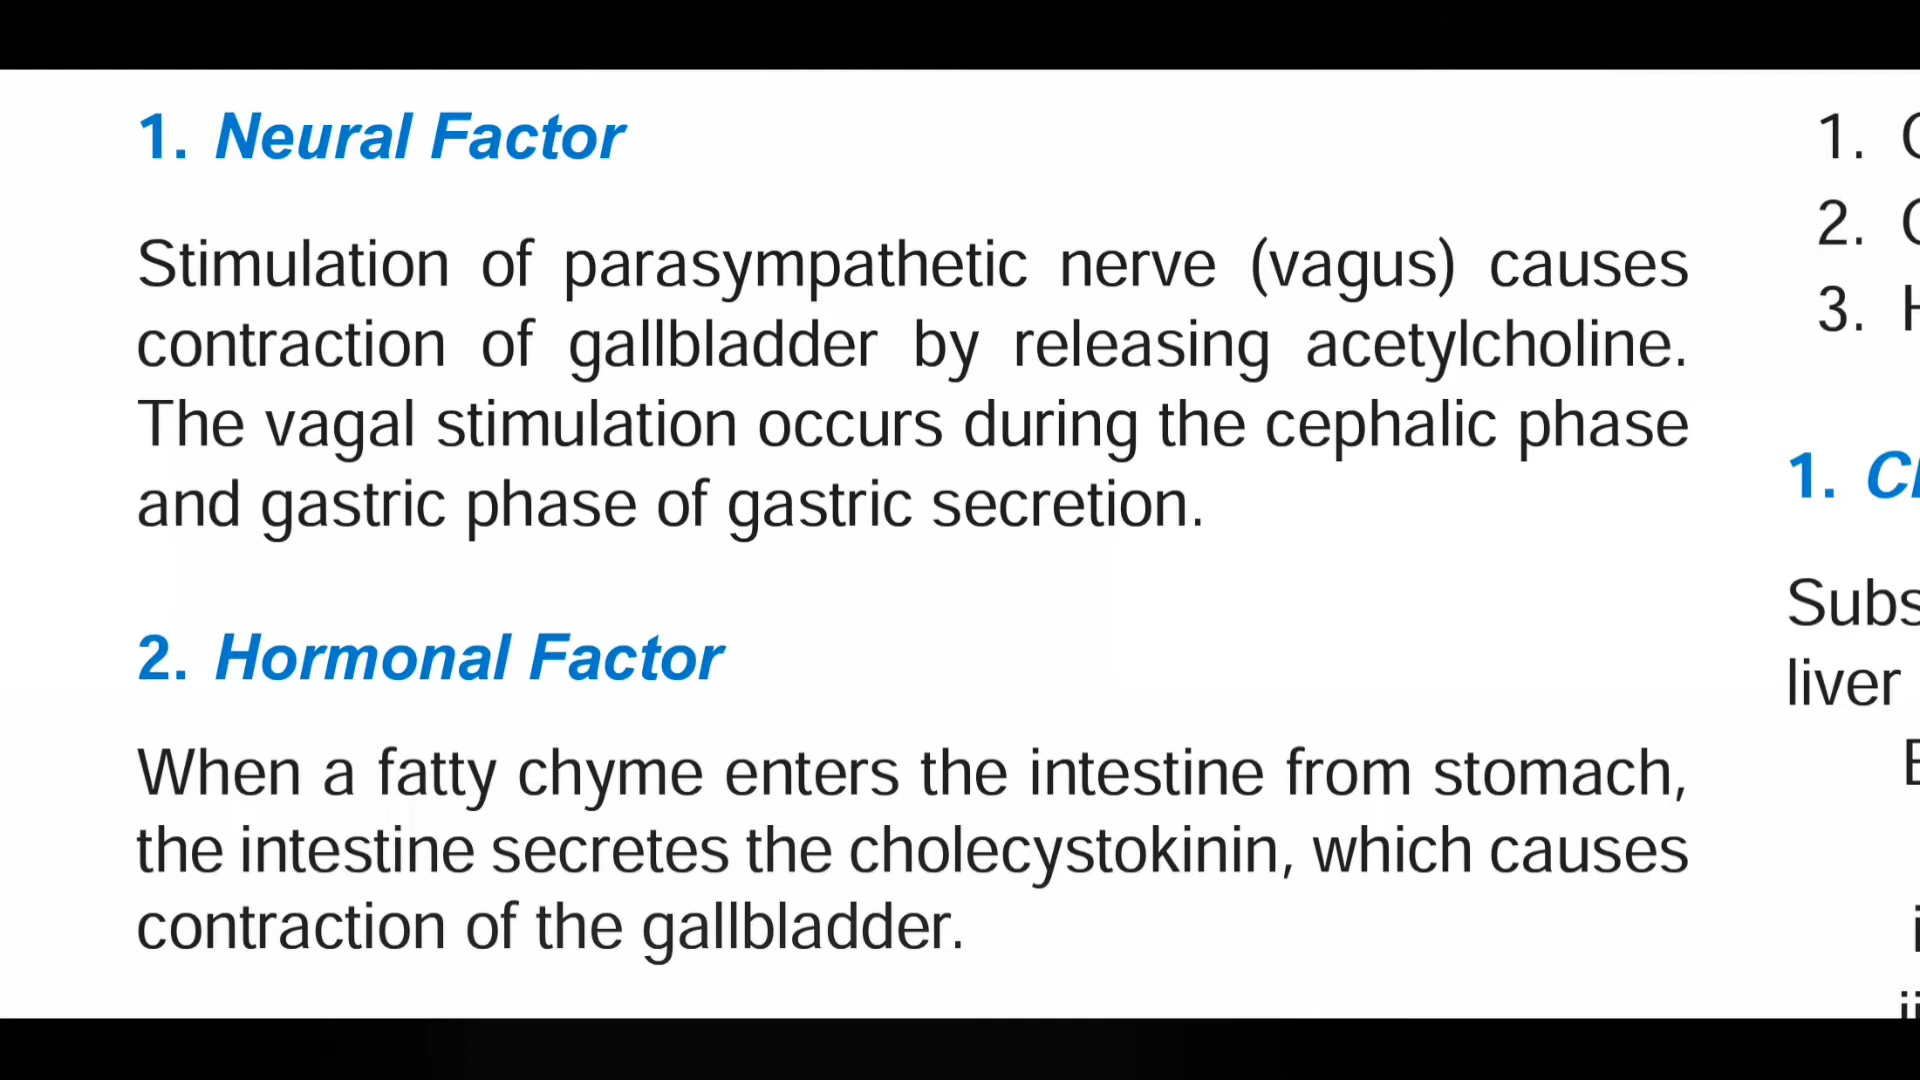 1. Neural Factor
Stimulation of parasympathetic nerve (vagus) causes
contraction of gallbladder by releasing acetylcholine.
The vagal stimulation occurs during the cephalic phase
and gastric phase of gastric secretion.
2. Hormonal Factor
When a fatty chyme enters the intestine from stomach,
the intestine secretes the cholecystokinin, which causes
contraction of the gallbladder.
1.
2.
3.
1.
liver